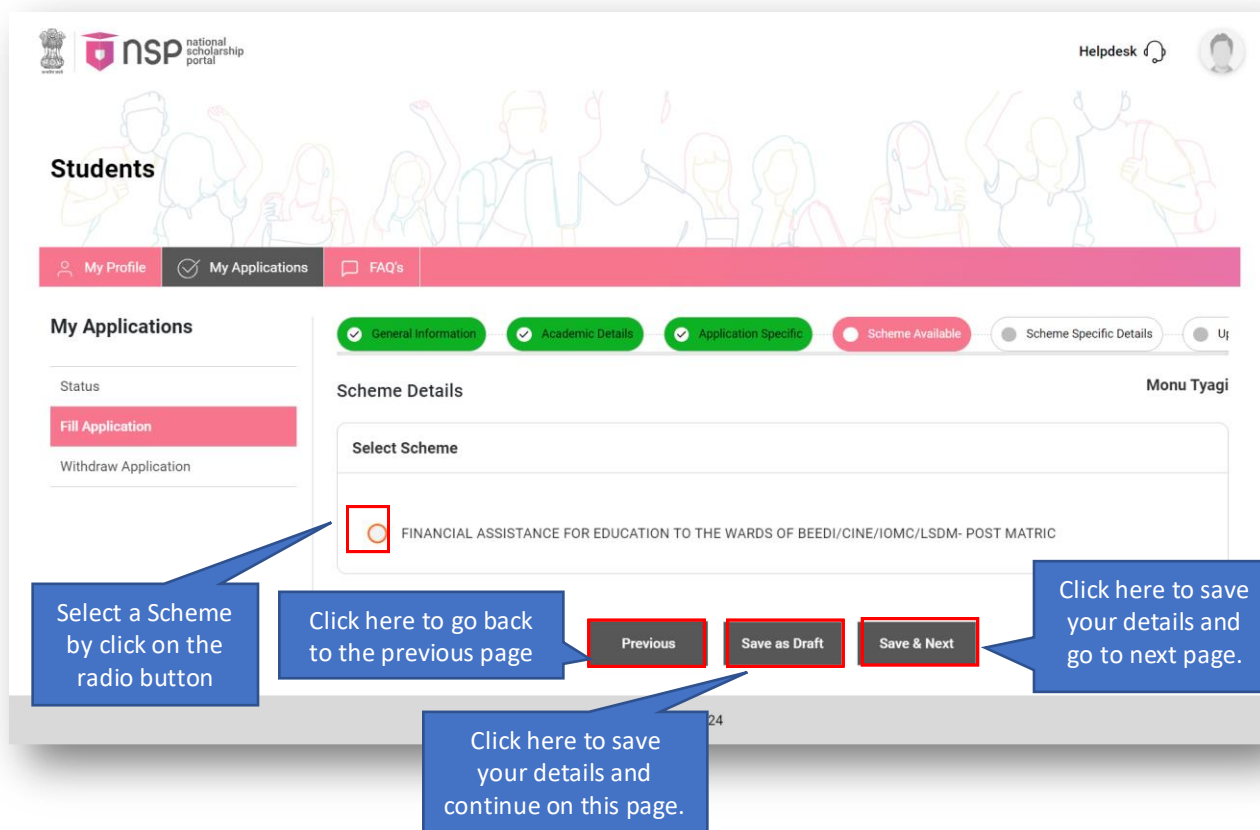 nsp national
scholarship
portal
Helpdesk
Students
My Profile
My Applications
FAQ's
My Applications
General Information
Academic Details
Application Specific
Scheme Available
Scheme Specific Details
Status
Scheme Details
Monu Tyagi
Fill Application
Select Scheme
Withdraw Application
FINANCIAL ASSISTANCE FOR EDUCATION TO THE WARDS OF BEEDI/CINE/IOMC/LSDM- POST MATRIC
Select a Scheme
by click on the
radio button
Click here to go back
to the previous page
Previous
Save as Draft
Save & Next
Click here to save
your details and
go to next page.
24
Click here to save
your details and
continue on this page.